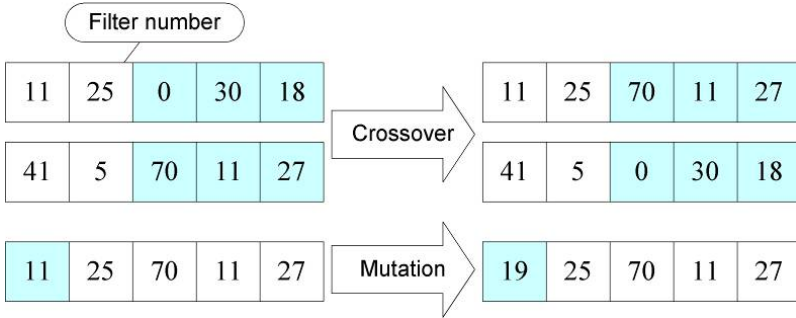 Filter number
11 25 0 30 18
41 5 70 11 27
Crossover
11 25 70 11 27
41 5 0 30 18
11 25 70 11 27
Mutation
19 25 70 11 27